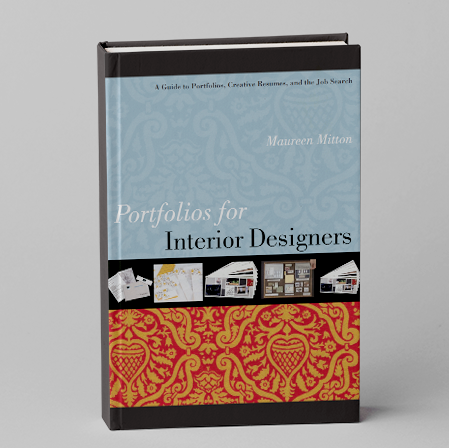 A Guide to Portfolios, Creative Resumes, and the Job Search
Maureen Mitton
Portfolios for
Interior Designers